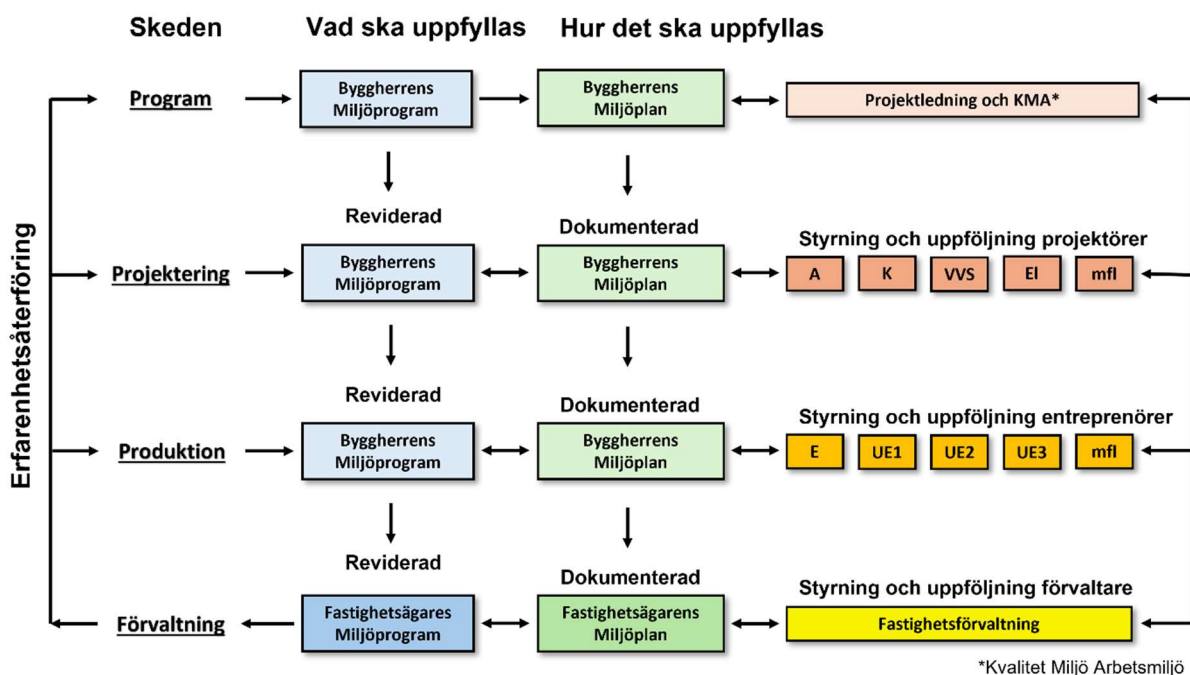 Skeden
Vad ska uppfyllas
Hur det ska uppfyllas
Erfarenhetsåterföring
Program
Byggherrens
Miljöprogram
Byggherrens
Miljöplan
Projektledning och KMA*
Reviderad
Dokumenterad
Styrning och uppföljning projektörer
Projektering
Byggherrens
Miljöprogram
Byggherrens
Miljöplan
A
K
VVS
El
mfl
Reviderad
Dokumenterad
Styrning och uppföljning entreprenörer
Produktion
Byggherrens
Miljöprogram
Byggherrens
Miljöplan
E
UE1
UE2
UE3
mfl
Reviderad
Dokumenterad
Styrning och uppföljning förvaltare
Förvaltning
Fastighetsägares
Miljöprogram
Fastighetsägarens
Miljöplan
Fastighetsförvaltning
*Kvalitet Miljö Arbetsmiljö